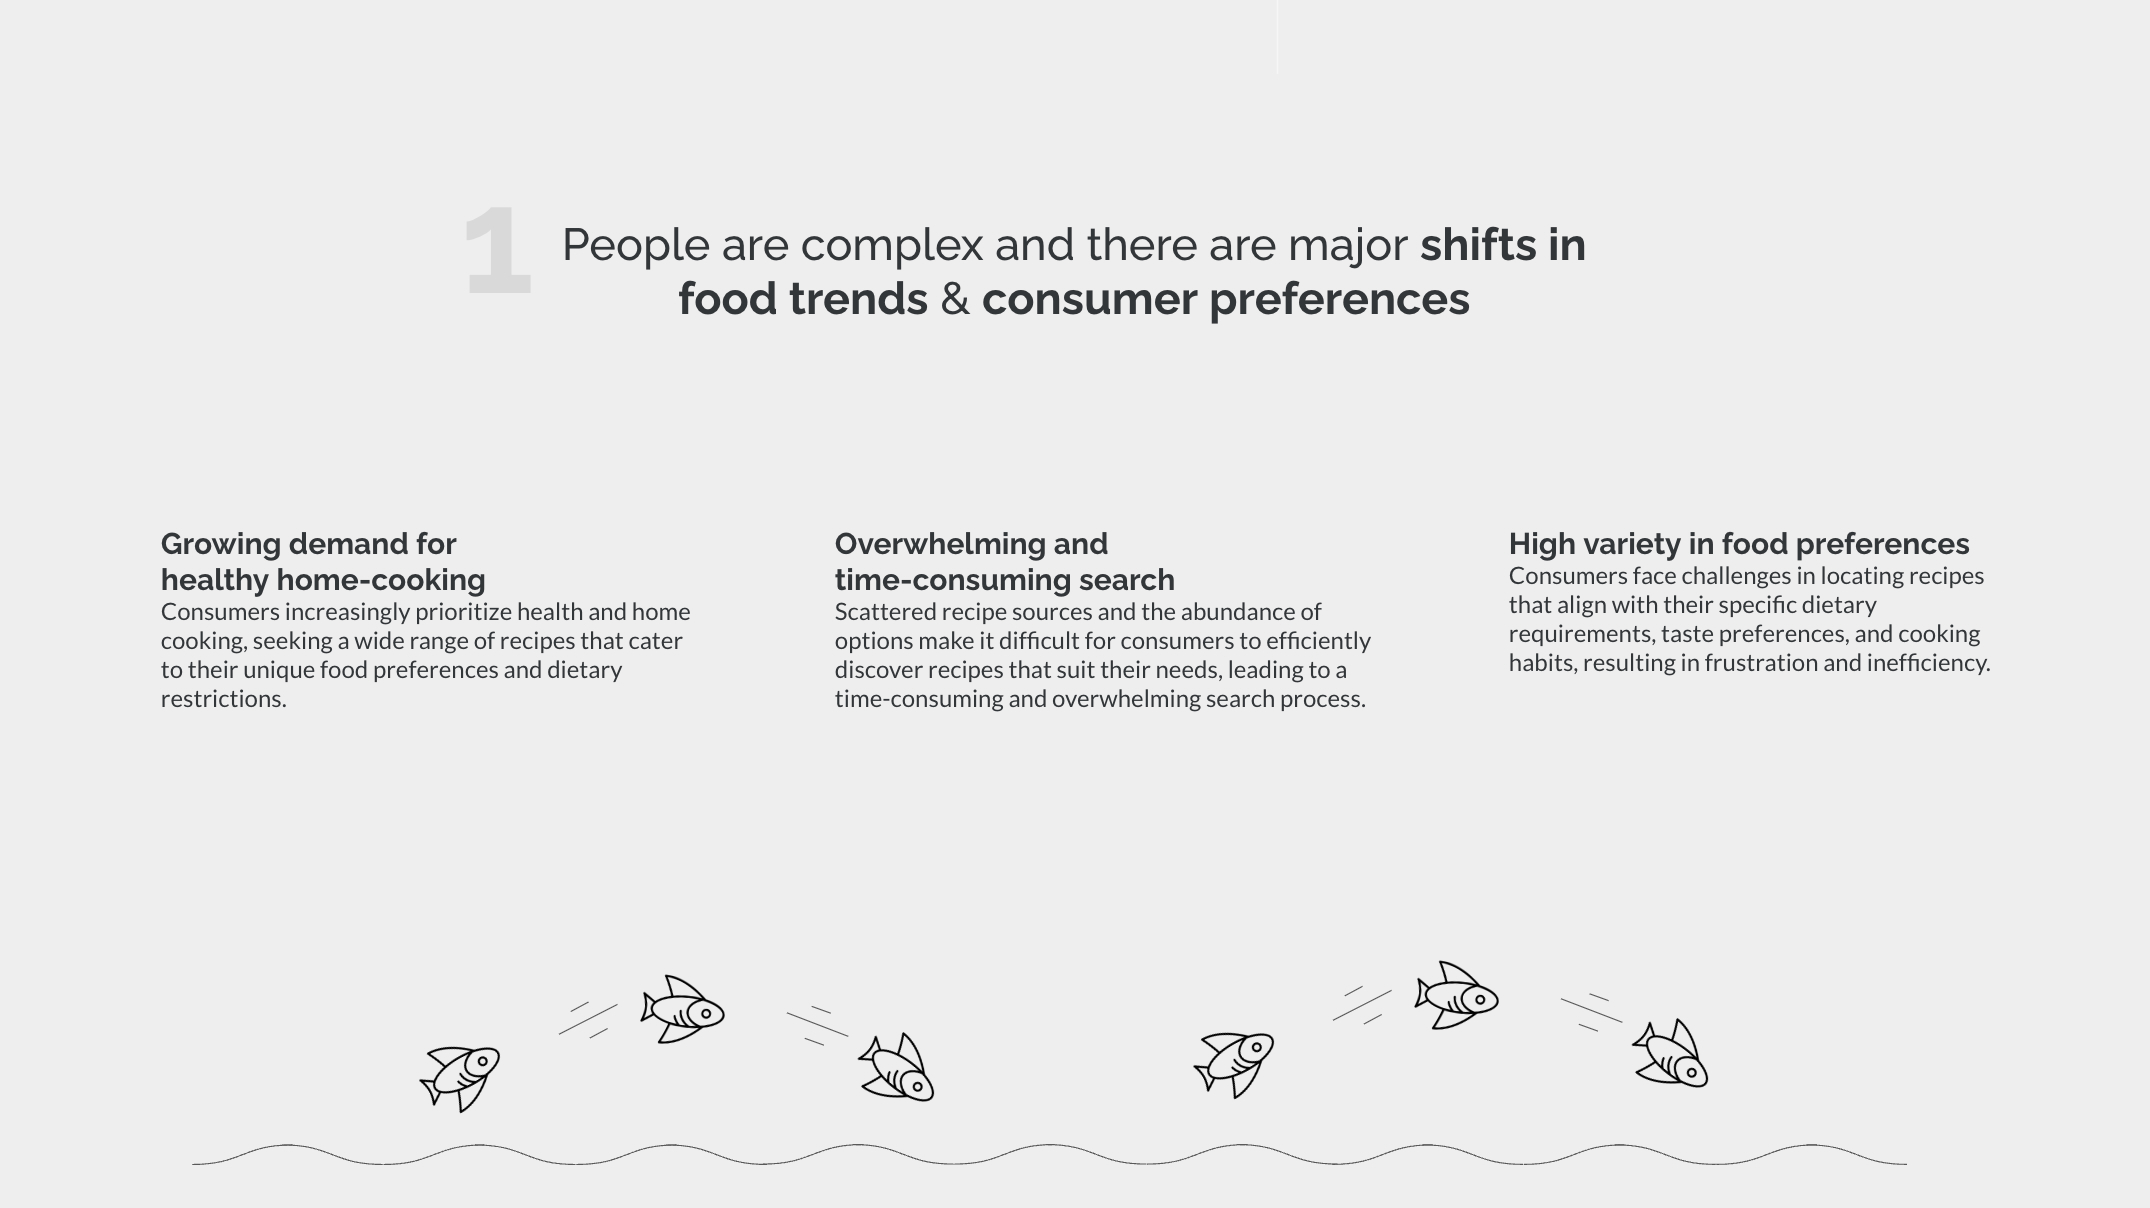 1
People are complex and there are major shifts in
food trends & consumer preferences
Growing demand for
healthy home-cooking
Consumers increasingly prioritize health and home
cooking, seeking a wide range of recipes that cater
to their unique food preferences and dietary
restrictions.
Overwhelming and
time-consuming search
Scattered recipe sources and the abundance of
options make it difficult for consumers to efficiently
discover recipes that suit their needs, leading to a
time-consuming and overwhelming search process.
High variety in food preferences
Consumers face challenges in locating recipes
that align with their specific dietary
requirements, taste preferences, and cooking
habits, resulting in frustration and inefficiency.